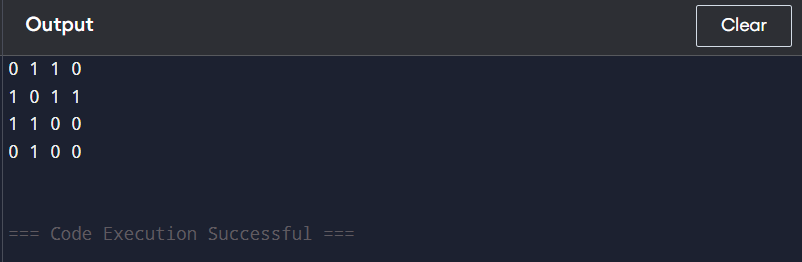 Output
Clear
0 1 1 0
1 0 1 1
1 1 0 0
0 1 0 0
=== Code Execution Successful ===